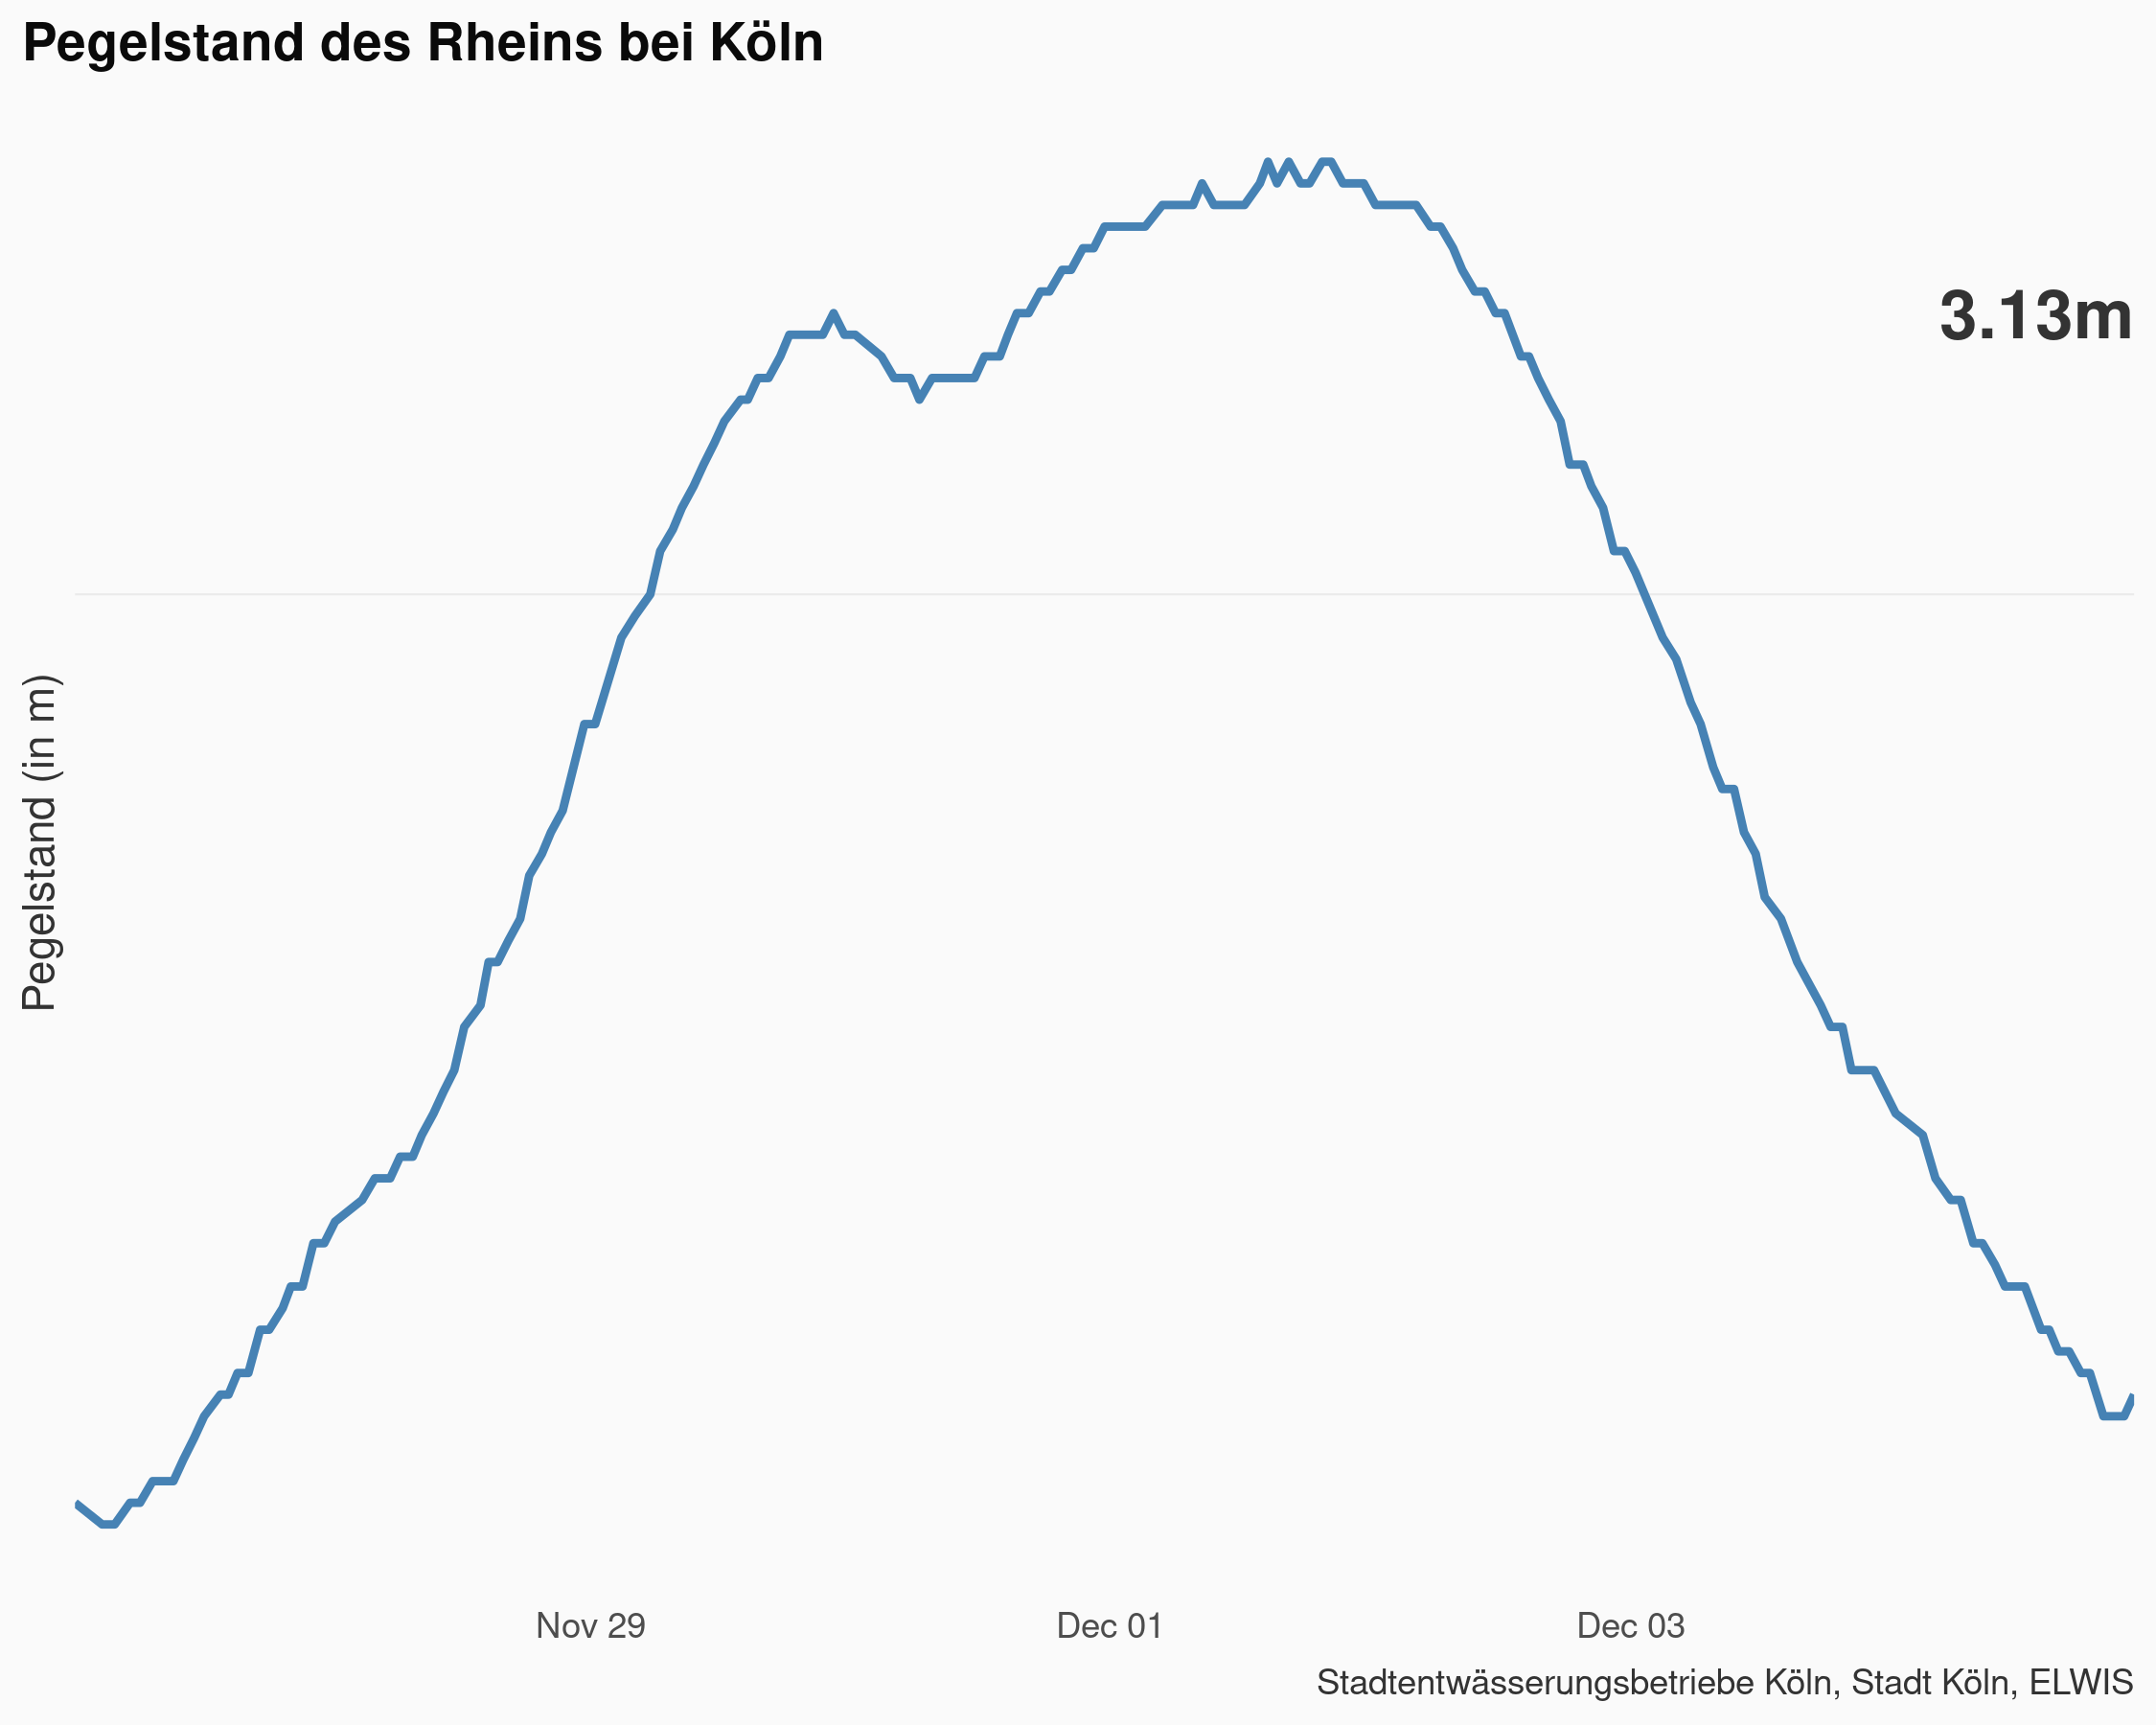 Pegelstand des Rheins bei Köln
3.13m
Pegelstand (in m)
Nov 29
Dec 01
Dec 03
Stadtentwässerungsbetriebe Köln, Stadt Köln, ELWIS